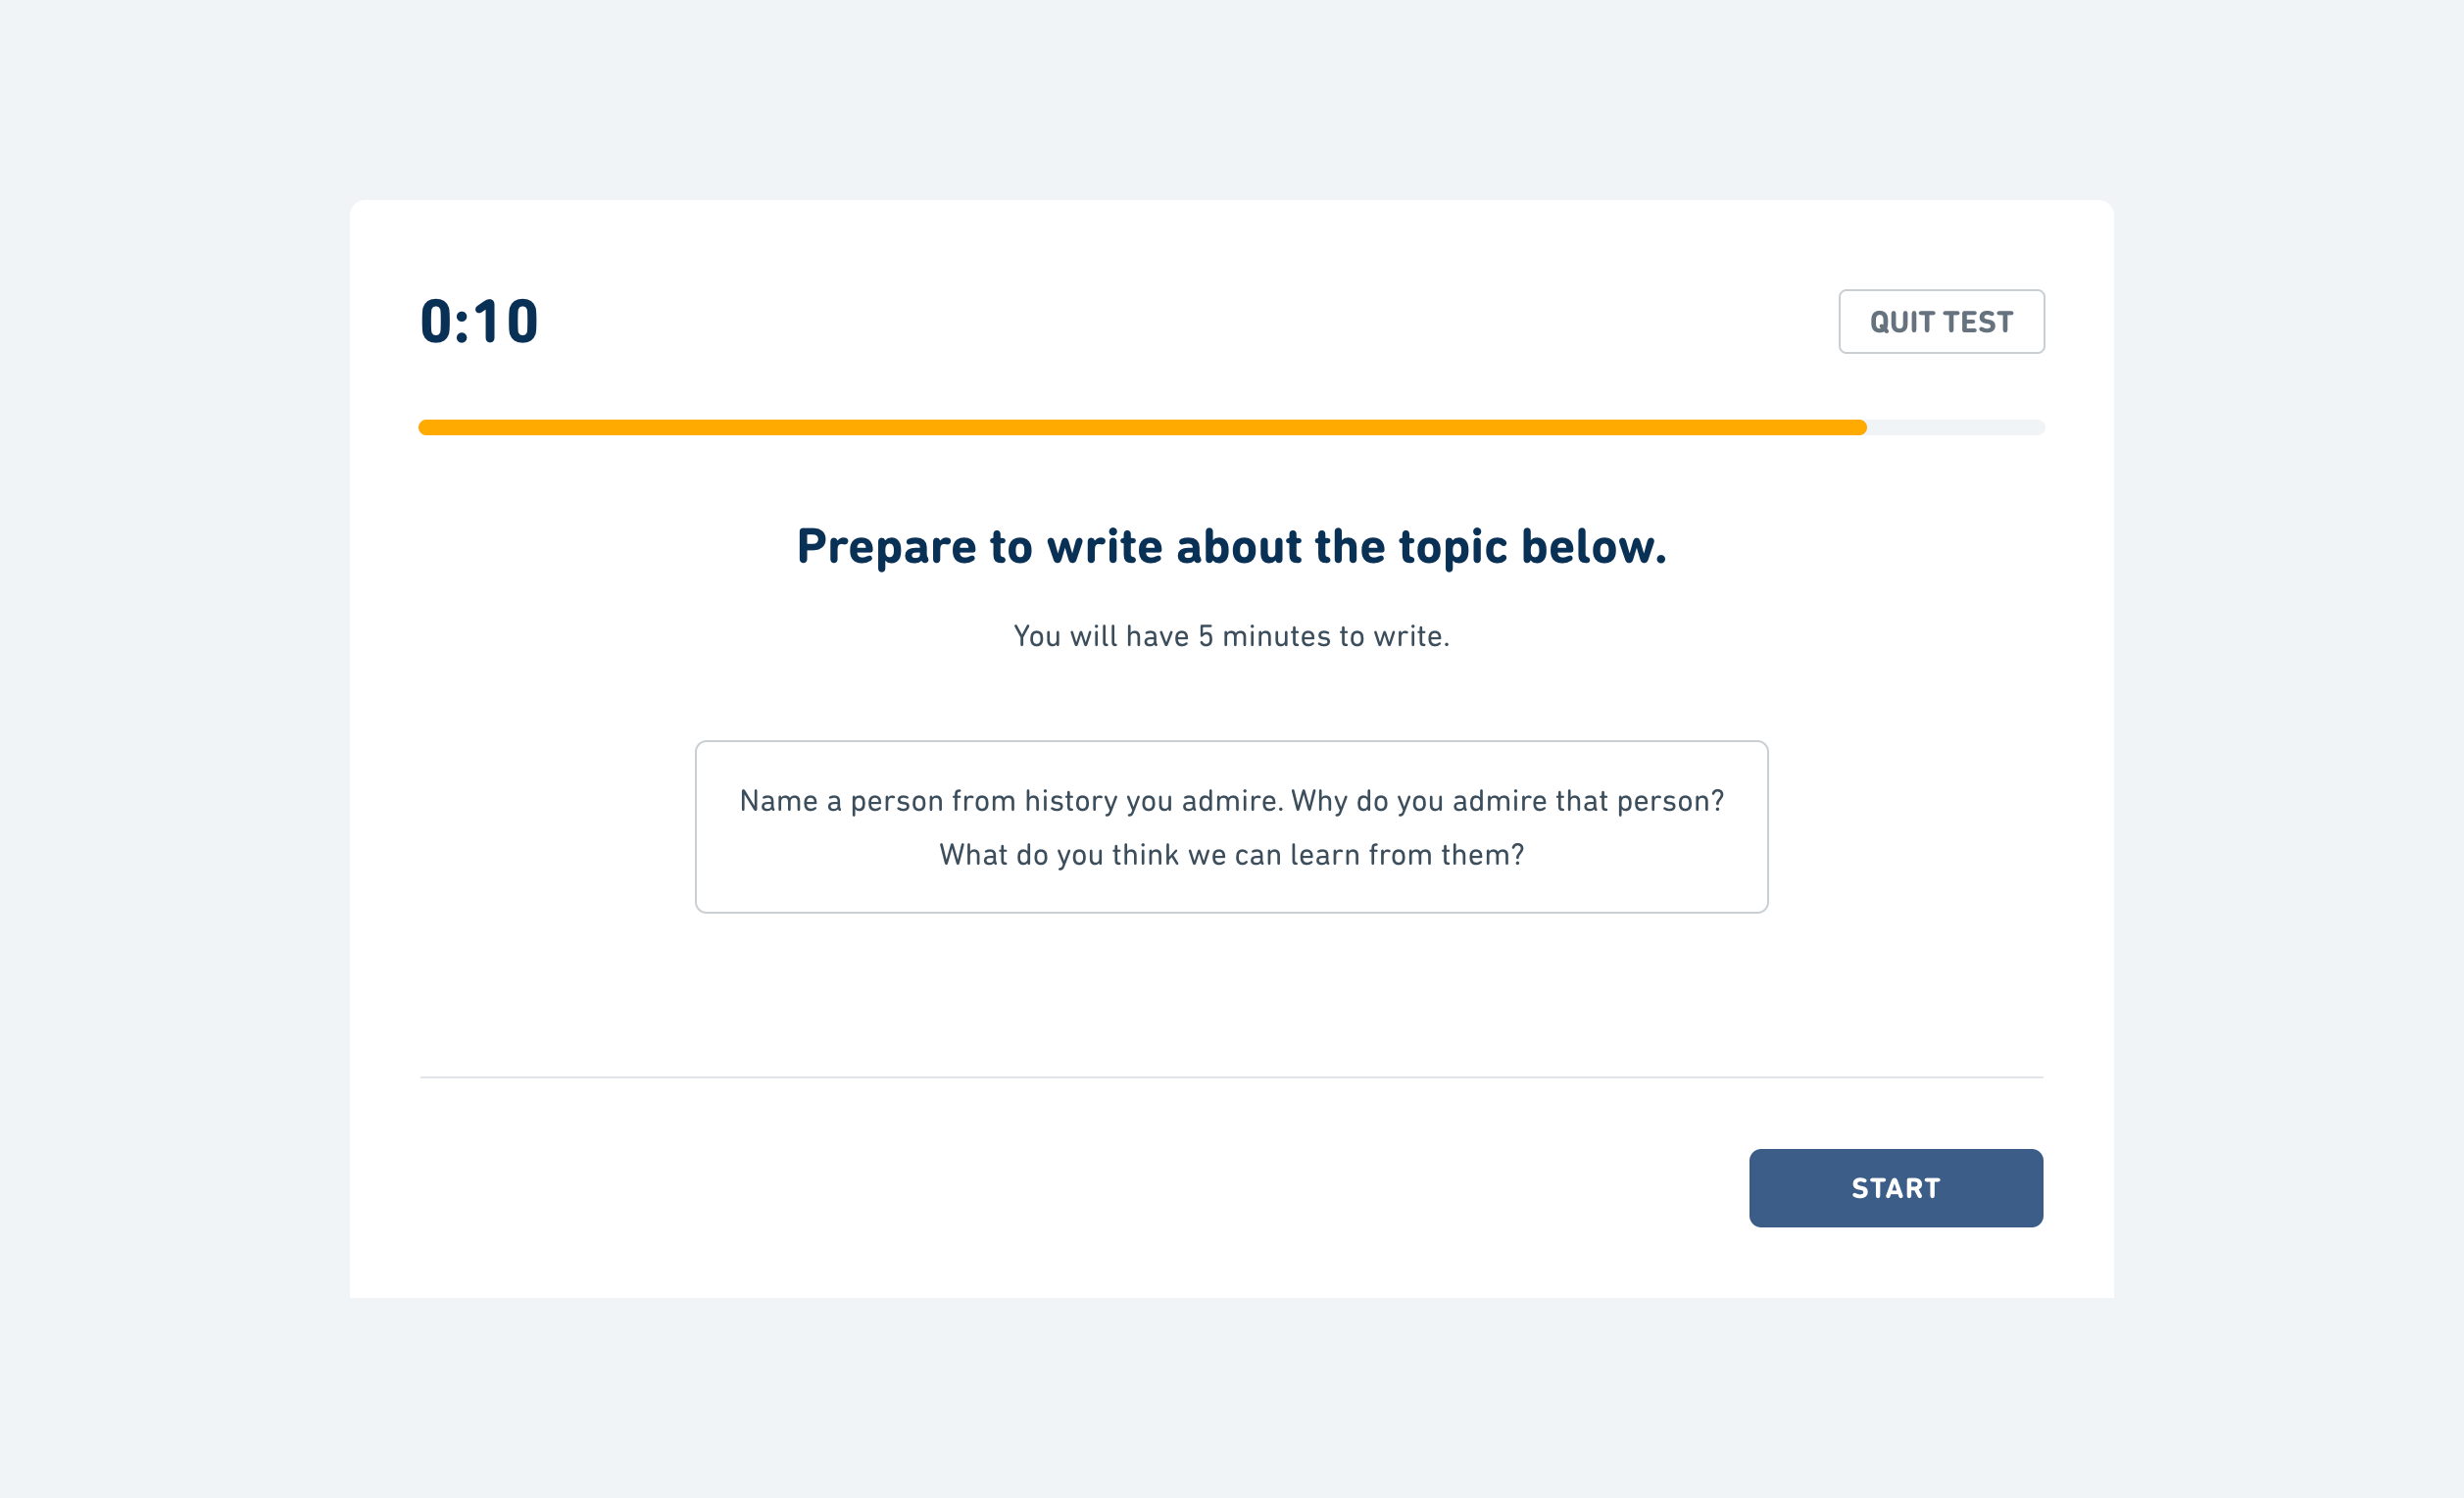 0:10
QUIT TEST
Prepare to write about the topic below.
You will have 5 minutes to write.
Name a person from history you admire. Why do you admire that person?
What do you think we can learn from them?
START